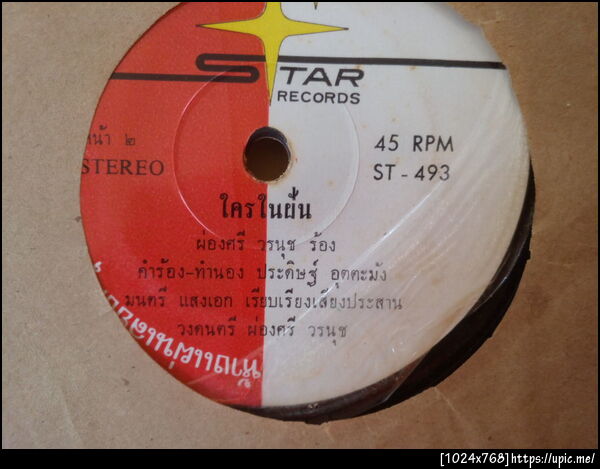 STAR
RECORDS
หน้า ๒
STEREO
45 RPM
ST - 493
ใครในฝัน
ผ่องศรี วรนุช ร้อง
คำร้อง-ทำนอง ประดิษฐ์ อุตตะมัง
มนตรี แสงเอก เรียบเรียงเสียงประสาน
วงดนตรี ผ่องศรี วรนุช
[1024x768]https://upic.me/